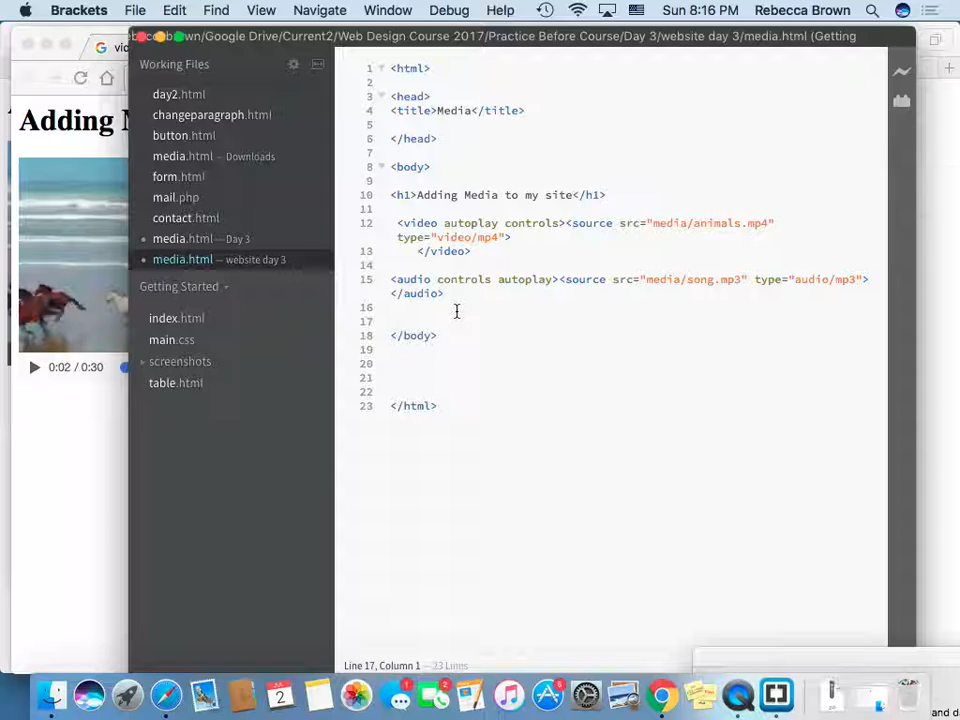 Brackets File Edit Find View Navigate Window Debug Help Sun 8:16 PM Rebecca Brown
/Google Drive/Current2/Web Design Course 2017/Practice Before Course/Day 3/website day 3/media.html (Getting
Working Files
day2.html
changeparagraph.html
button.html
media.html – Downloads
form.html
mail.php
contact.html
media.html — Day 3
media.html — website day 3
Getting Started
index.html
main.css
screenshots
table.html
Adding
0:02 / 0:30
1 <html>
2
3 <head>
4 <title>Media</title>
5
6 </head>
7
8 <body>
9
10 <h1>Adding Media to my site</h1>
11
12 <video autoplay controls><source src="media/animals.mp4"
type="video/mp4">
13 </video>
14
15 <audio controls autoplay><source src="media/song.mp3" type="audio/mp3">
</audio>
16
17
18 </body>
19
20
21
22
23 </html>
Line 17, Column 1 — 23 Lines
and d